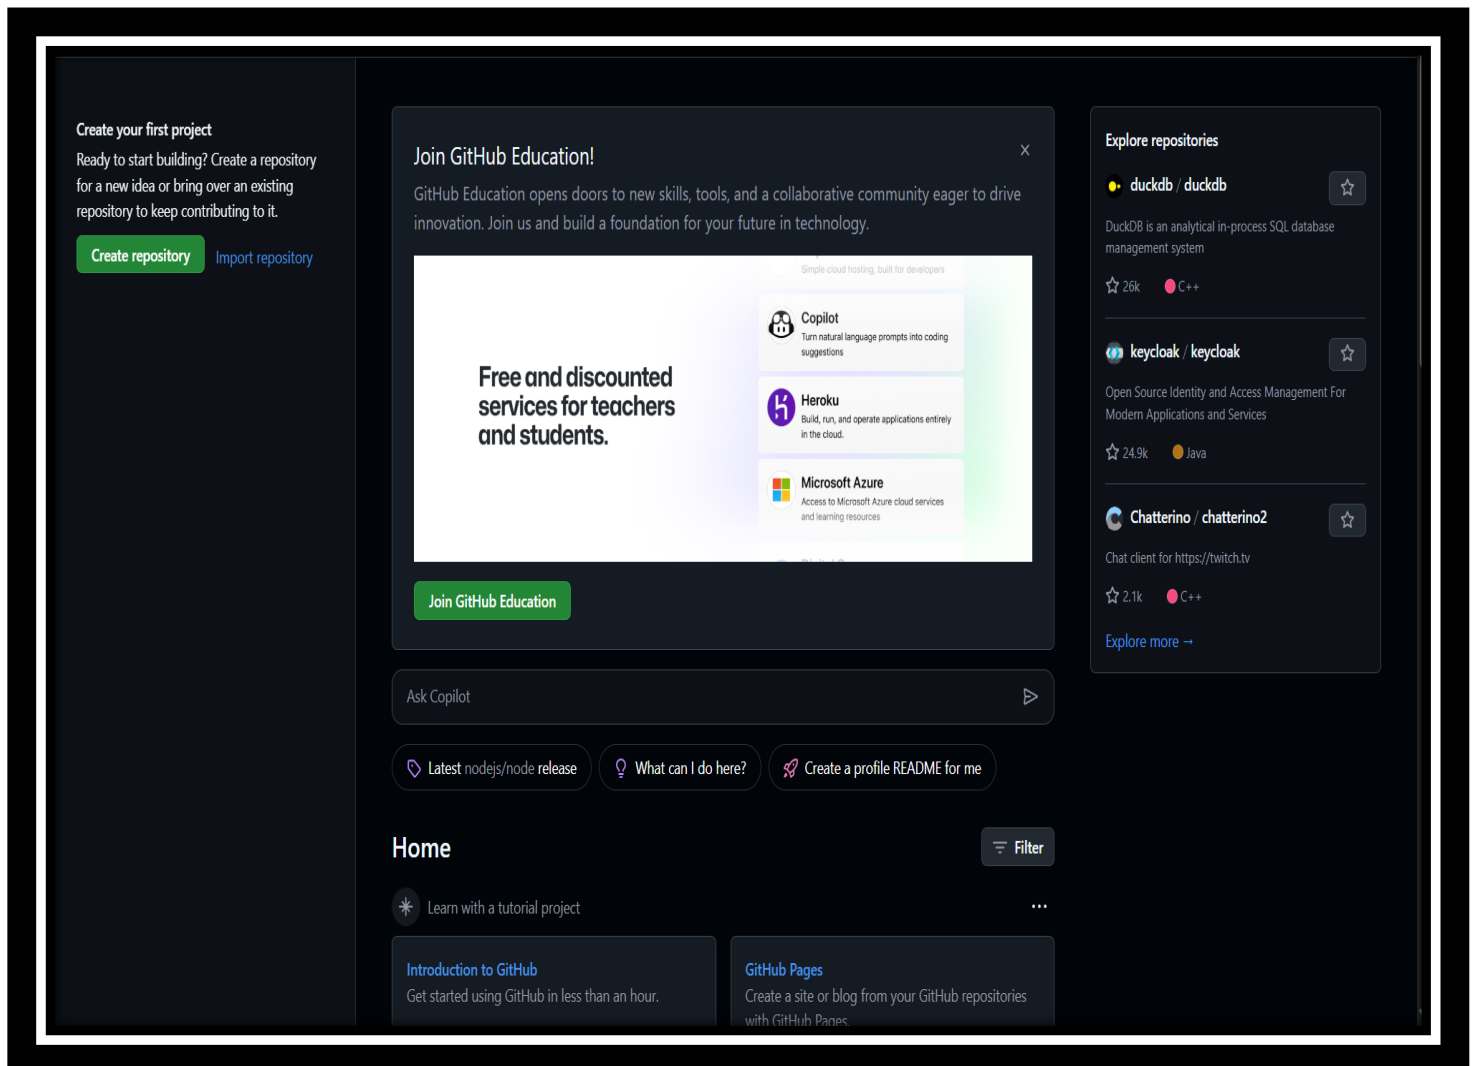 Create your first project
Ready to start building? Create a repository
for a new idea or bring over an existing
repository to keep contributing to it.
Create repository
Import repository
Join GitHub Education!
GitHub Education opens doors to new skills, tools, and a collaborative community eager to drive
innovation. Join us and build a foundation for your future in technology.
Free and discounted
services for teachers
and students.
Simple cloud hosting, built for developers
Copilot
Turn natural language prompts into coding
suggestions
Heroku
Build, run, and operate applications entirely
in the cloud.
Microsoft Azure
Access to Microsoft Azure cloud services
and learning resources
Join GitHub Education
Ask Copilot
Latest nodejs/node release
What can I do here?
Create a profile README for me
Home
Filter
Learn with a tutorial project
Introduction to GitHub
Get started using GitHub in less than an hour.
GitHub Pages
Create a site or blog from your GitHub repositories
with GitHub Pages.
Explore repositories
duckdb / duckdb
DuckDB is an analytical in-process SQL database
management system
26k
C++
keycloak / keycloak
Open Source Identity and Access Management For
Modern Applications and Services
24.9k
Java
Chatterino / chatterino2
Chat client for https://twitch.tv
2.1k
C++
Explore more →